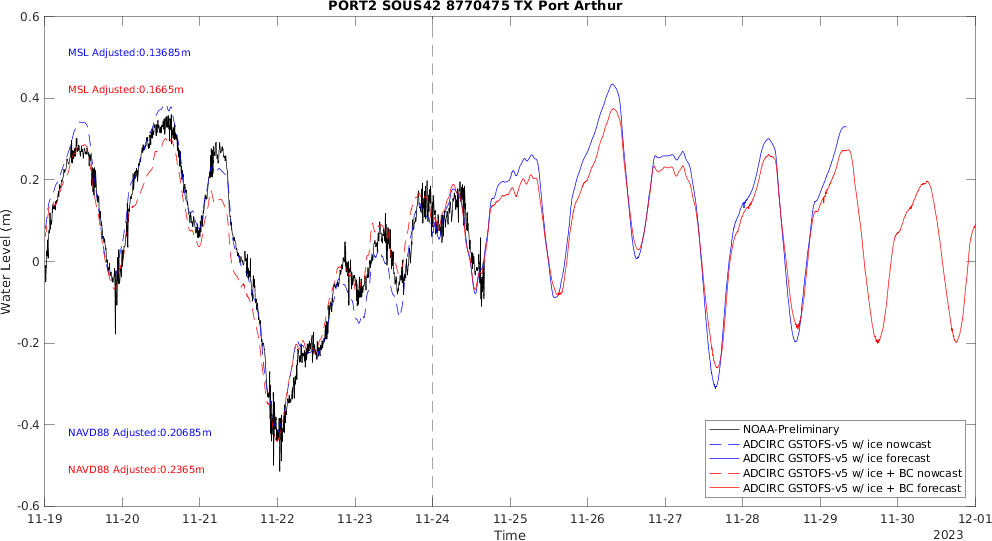 PORT2 SOUS42 8770475 TX Port Arthur
0.6
MSL Adjusted:0.13685m
MSL Adjusted:0.1665m
0.4
0.2
0
-0.2
-0.4
-0.6
Water Level (m)
NAVD88 Adjusted:0.20685m
NAVD88 Adjusted:0.2365m
NOAA-Preliminary
ADCIRC GSTOFS-v5 w/ ice nowcast
ADCIRC GSTOFS-v5 w/ ice forecast
ADCIRC GSTOFS-v5 w/ ice + BC nowcast
ADCIRC GSTOFS-v5 w/ ice + BC forecast
11-19 11-20 11-21 11-22 11-23 11-24 11-25 11-26 11-27 11-28 11-29 11-30 12-01
Time
2023